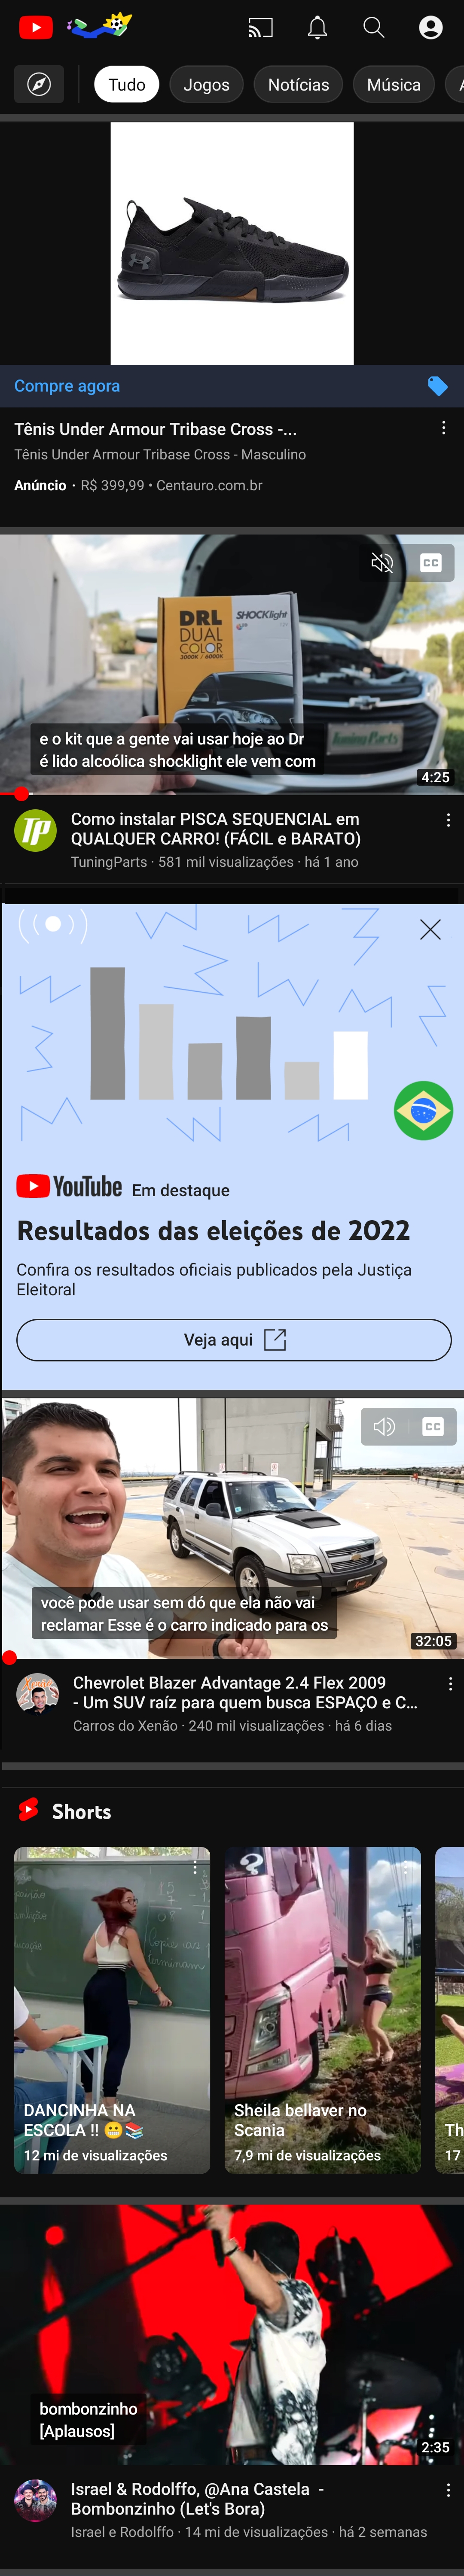 Tudo
Jogos
Notícias
Música
Compre agora
Tênis Under Armour Tribase Cross -...
Tênis Under Armour Tribase Cross - Masculino
Anúncio · R$ 399,99 • Centauro.com.br
CC
DRL
DUAL
COLOR
3000K / 6000K
SHOCKlight
TuningParts
e o kit que a gente vai usar hoje ao Dr
é lido alcoólica shocklight ele vem com
4:25
TP
Como instalar PISCA SEQUENCIAL em
QUALQUER CARRO! (FÁCIL e BARATO)
TuningParts · 581 mil visualizações · há 1 ano
YouTube Em destaque
Resultados das eleições de 2022
Confira os resultados oficiais publicados pela Justiça
Eleitoral
Veja aqui
CC
você pode usar sem dó que ela não vai
reclamar Esse é o carro indicado para os
32:05
Chevrolet Blazer Advantage 2.4 Flex 2009
- Um SUV raíz para quem busca ESPAÇO e C...
Carros do Xenão · 240 mil visualizações · há 6 dias
Shorts
DANCINHA NA
ESCOLA !! 😬📚
12 mi de visualizações
Sheila bellaver no
Scania
7,9 mi de visualizações
Th
17
bombonzinho
[Aplausos]
2:35
Israel & Rodolffo, @Ana Castela -
Bombonzinho (Let's Bora)
Israel e Rodolffo · 14 mi de visualizações · há 2 semanas